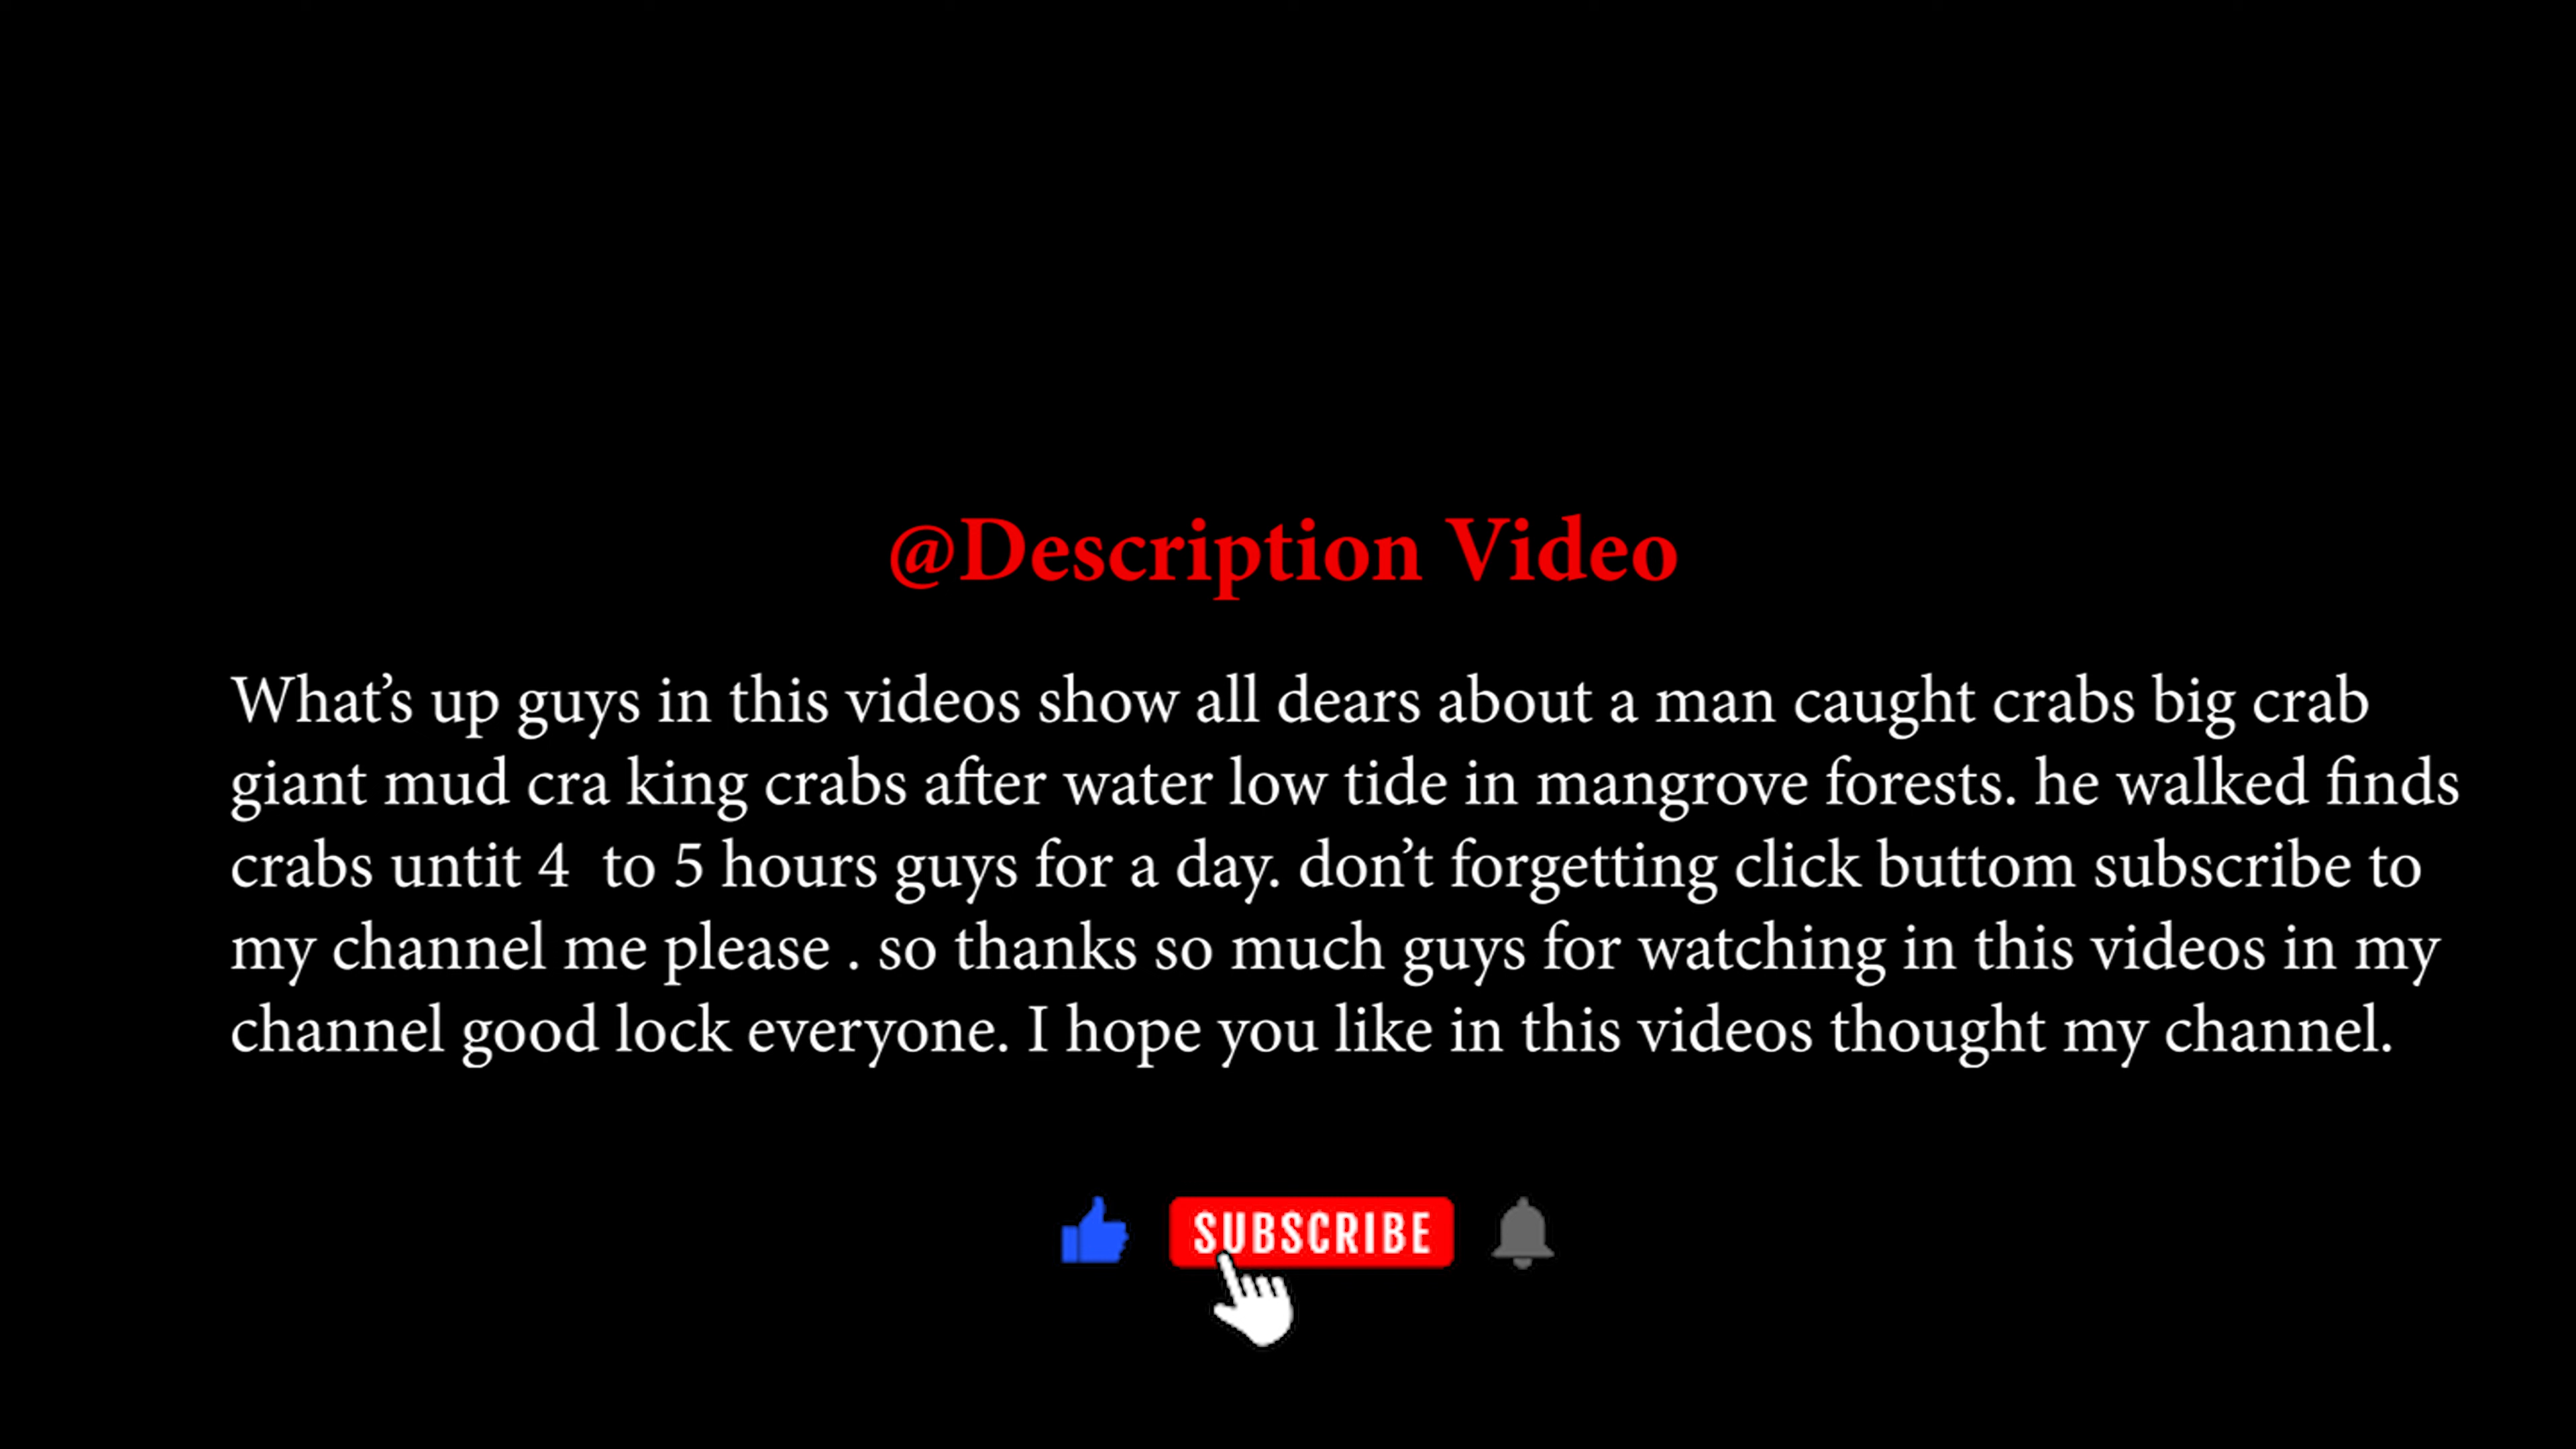 @Description Video
What’s up guys in this videos show all dears about a man caught crabs big crab
giant mud cra king crabs after water low tide in mangrove forests. he walked finds
crabs untit 4  to 5 hours guys for a day. don’t forgetting click buttom subscribe to
my channel me please . so thanks so much guys for watching in this videos in my
channel good lock everyone. I hope you like in this videos thought my channel.
SUBSCRIBE